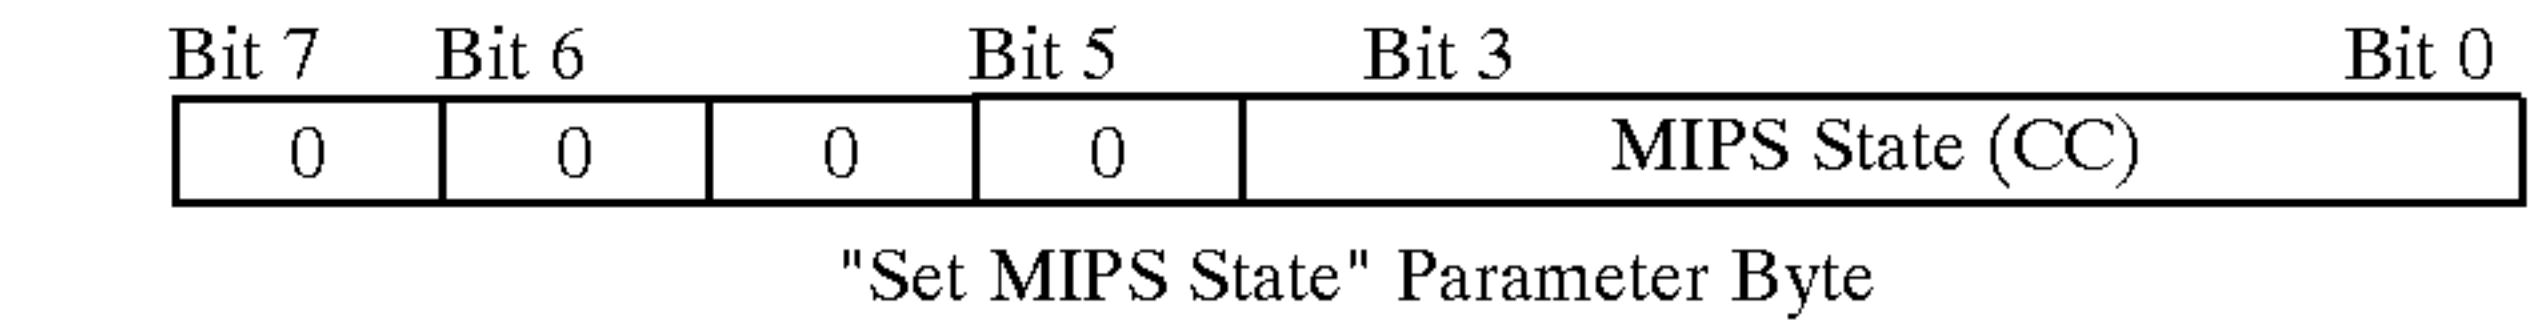 Bit 7 Bit 6 Bit 5 Bit 3 Bit 0
0 0 0 0 MIPS State (CC)
"Set MIPS State" Parameter Byte